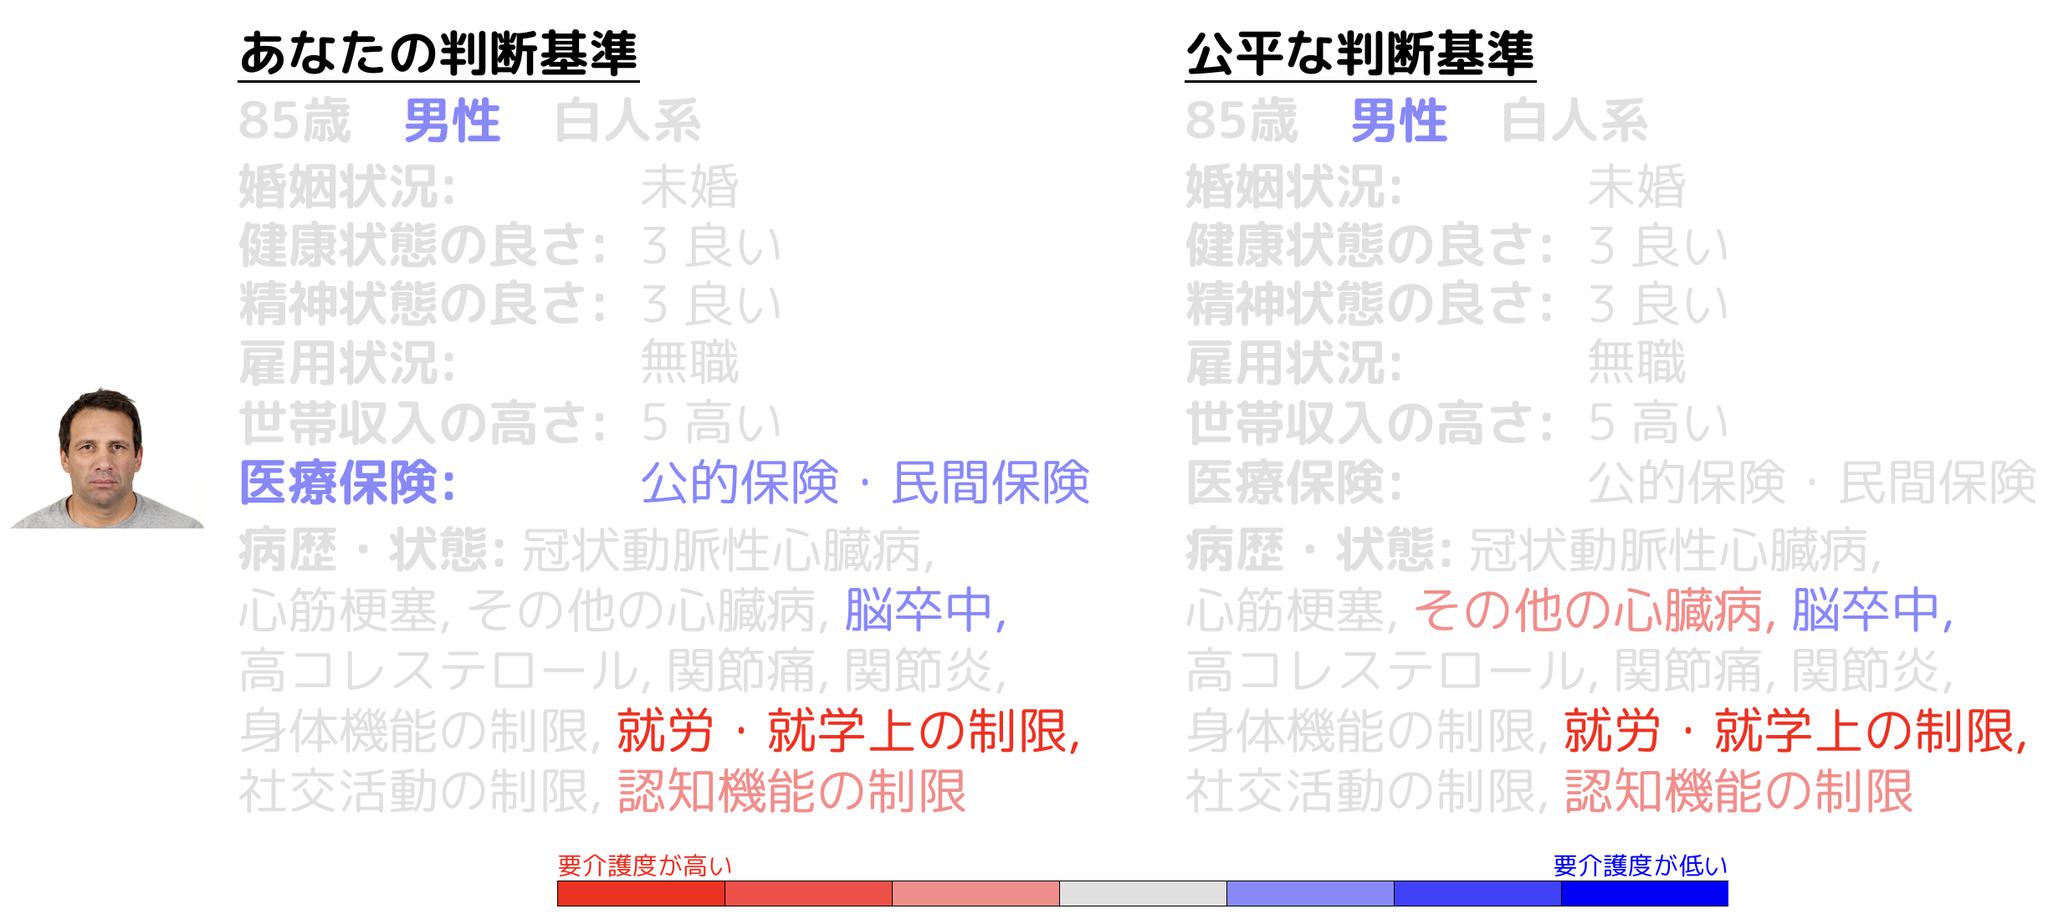 あなたの判断基準
85歳 男性 白人系
婚姻状況: 未婚
健康状態の良さ: 3 良い
精神状態の良さ: 3 良い
雇用状況: 無職
世帯収入の高さ: 5 高い
医療保険: 公的保険・民間保険
病歴・状態: 冠状動脈性心臓病,
心筋梗塞, その他の心臓病, 脳卒中,
高コレステロール, 関節痛, 関節炎,
身体機能の制限, 就労・就学上の制限,
社交活動の制限, 認知機能の制限
公平な判断基準
85歳 男性 白人系
婚姻状況: 未婚
健康状態の良さ: 3 良い
精神状態の良さ: 3 良い
雇用状況: 無職
世帯収入の高さ: 5 高い
医療保険: 公的保険・民間保険
病歴・状態: 冠状動脈性心臓病,
心筋梗塞, その他の心臓病, 脳卒中,
高コレステロール, 関節痛, 関節炎,
身体機能の制限, 就労・就学上の制限,
社交活動の制限, 認知機能の制限
要介護度が高い 要介護度が低い